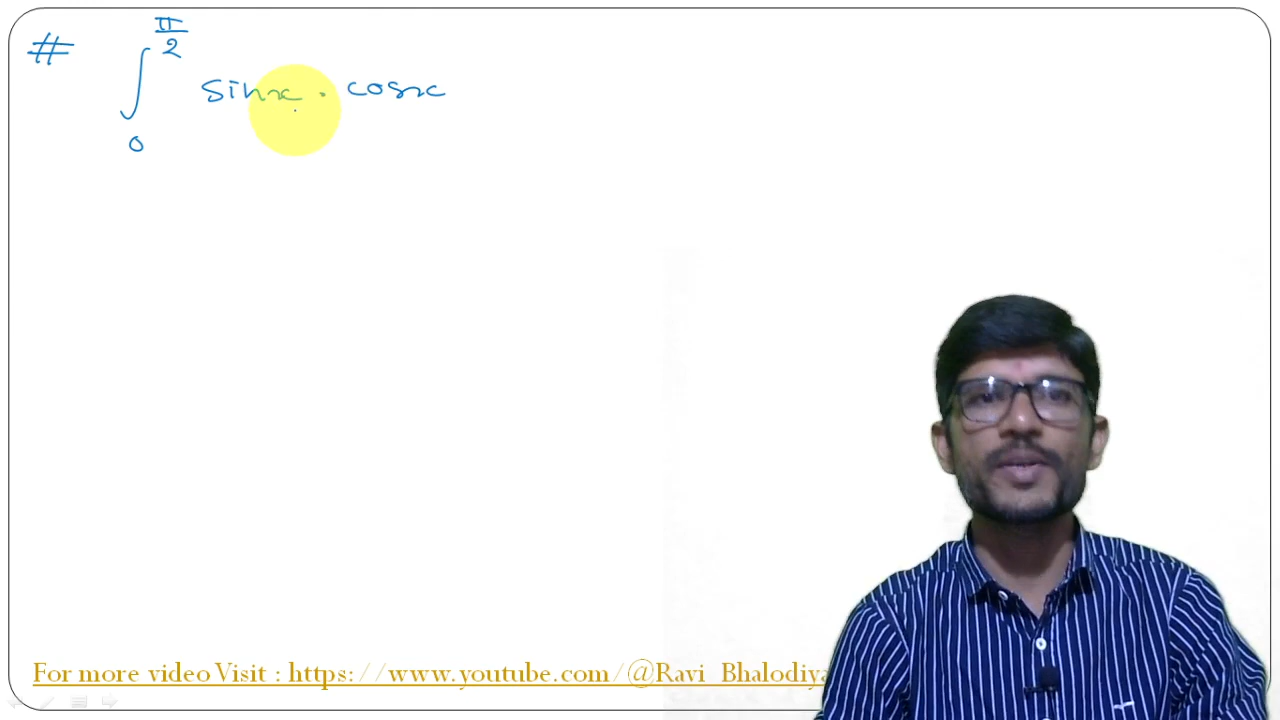 # ∫₀^(π/2) sinx · cosx
For more video Visit : https://www.youtube.com/@Ravi_Bhalodiya